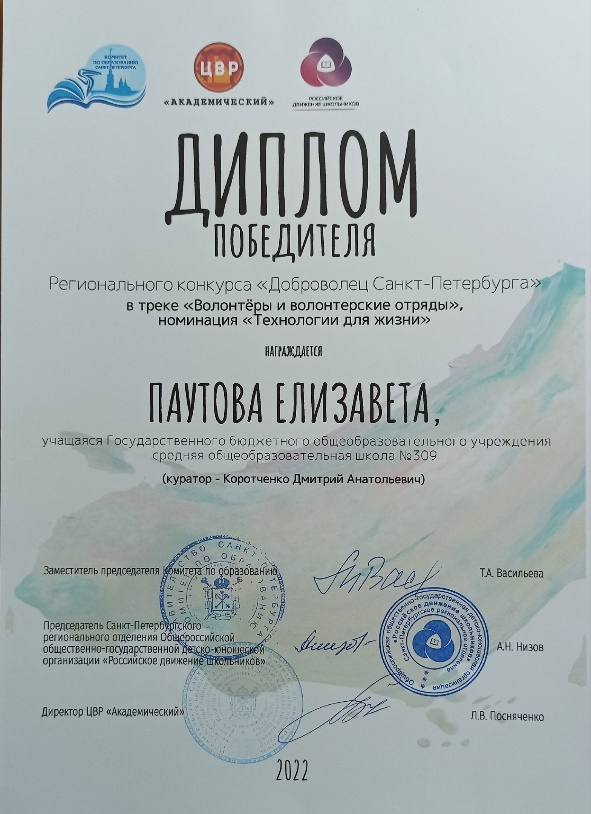 КОМИТЕТ
ПО ОБРАЗОВАНИЮ
САНКТ-ПЕТЕРБУРГА
ЦВР
«АКАДЕМИЧЕСКИЙ»
РОССИЙСКОЕ
ДВИЖЕНИЕ ШКОЛЬНИКОВ
ДИПЛОМ
ПОБЕДИТЕЛЯ
Регионального конкурса «Доброволец Санкт-Петербурга»
в треке «Волонтёры и волонтерские отряды»,
номинация «Технологии для жизни»
НАГРАЖДАЕТСЯ
ПАУТОВА ЕЛИЗАВЕТА,
учащаяся Государственного бюджетного общеобразовательного учреждения
средняя общеобразовательная школа №309
(куратор - Коротченко Дмитрий Анатольевич)
Заместитель председателя комитета по образованию
Т.А. Васильева
Председатель Санкт-Петербургского
регионального отделения Общероссийской
общественно-государственной детско-юношеской
организации «Российское движение школьников»
А.Н. Низов
Директор ЦВР «Академический»
Л.В. Посняченко
2022